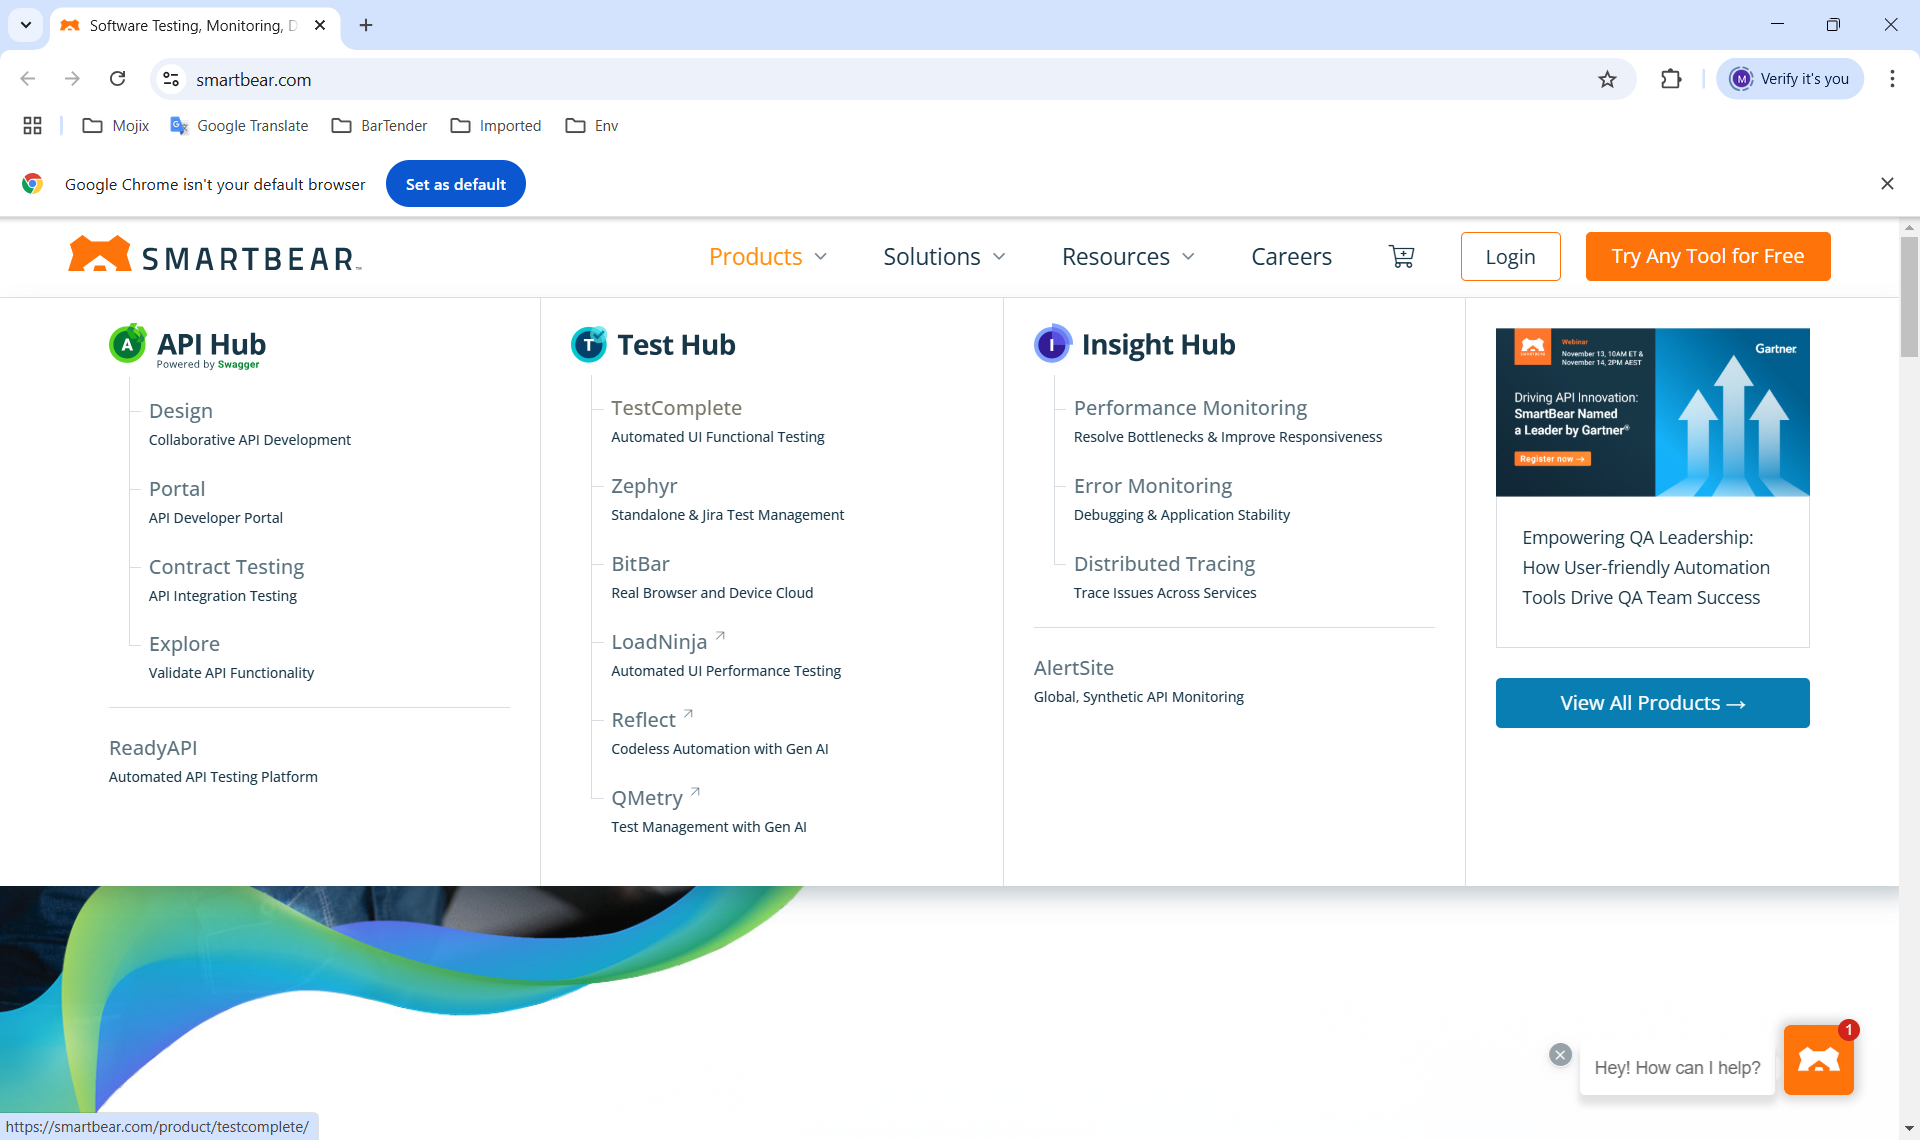 Software Testing, Monitoring, D
smartbear.com
Verify it's you
Mojix
Google Translate
BarTender
Imported
Env
Google Chrome isn't your default browser
Set as default
SMARTBEAR™
Products
Solutions
Resources
Careers
Login
Try Any Tool for Free
API Hub
Powered by Swagger
Design
Collaborative API Development
Portal
API Developer Portal
Contract Testing
API Integration Testing
Explore
Validate API Functionality
ReadyAPI
Automated API Testing Platform
Test Hub
TestComplete
Automated UI Functional Testing
Zephyr
Standalone & Jira Test Management
BitBar
Real Browser and Device Cloud
LoadNinja
Automated UI Performance Testing
Reflect
Codeless Automation with Gen AI
QMetry
Test Management with Gen AI
Insight Hub
Performance Monitoring
Resolve Bottlenecks & Improve Responsiveness
Error Monitoring
Debugging & Application Stability
Distributed Tracing
Trace Issues Across Services
AlertSite
Global, Synthetic API Monitoring
Webinar
November 13, 10AM ET &
November 14, 2PM AEST
Gartner
Driving API Innovation:
SmartBear Named
a Leader by Gartner®
Register now →
Empowering QA Leadership:
How User-friendly Automation
Tools Drive QA Team Success
View All Products →
1
Hey! How can I help?
https://smartbear.com/product/testcomplete/